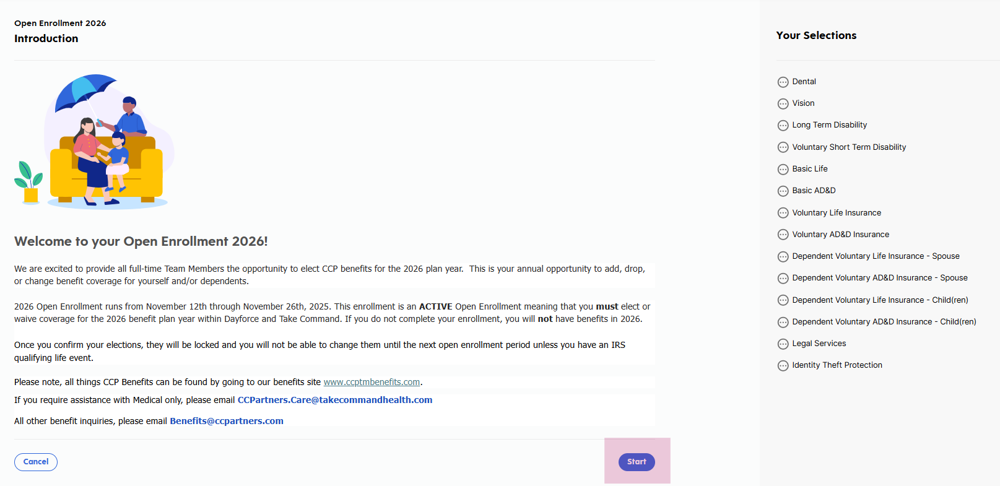 Open Enrollment 2026
Introduction
Welcome to your Open Enrollment 2026!
We are excited to provide all full-time Team Members the opportunity to elect CCP benefits for the 2026 plan year.  This is your annual opportunity to add, drop,
or change benefit coverage for yourself and/or dependents.
2026 Open Enrollment runs from November 12th through November 26th, 2025. This enrollment is an ACTIVE Open Enrollment meaning that you must elect or
waive coverage for the 2026 benefit plan year within Dayforce and Take Command. If you do not complete your enrollment, you will not have benefits in 2026.
Once you confirm your elections, they will be locked and you will not be able to change them until the next open enrollment period unless you have an IRS
qualifying life event.
Please note, all things CCP Benefits can be found by going to our benefits site www.ccptmbenefits.com.
If you require assistance with Medical only, please email CCPartners.Care@takecommandhealth.com
All other benefit inquiries, please email Benefits@ccpartners.com
Cancel
Start
Your Selections
Dental
Vision
Long Term Disability
Voluntary Short Term Disability
Basic Life
Basic AD&D
Voluntary Life Insurance
Voluntary AD&D Insurance
Dependent Voluntary Life Insurance - Spouse
Dependent Voluntary AD&D Insurance - Spouse
Dependent Voluntary Life Insurance - Child(ren)
Dependent Voluntary AD&D Insurance - Child(ren)
Legal Services
Identity Theft Protection